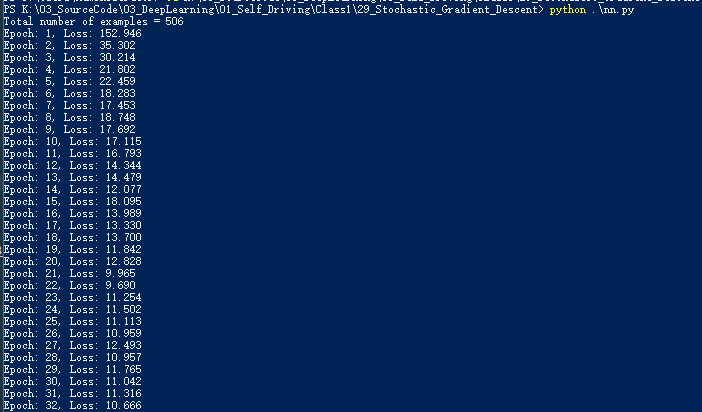 PS K:\03_SourceCode\03_DeepLearning\01_Self_Driving\Class1\29_Stochastic_Gradient_Descent> python .\nn.py
Total number of examples = 506
Epoch: 1, Loss: 152.946
Epoch: 2, Loss: 35.302
Epoch: 3, Loss: 30.214
Epoch: 4, Loss: 21.802
Epoch: 5, Loss: 22.459
Epoch: 6, Loss: 18.283
Epoch: 7, Loss: 17.453
Epoch: 8, Loss: 18.748
Epoch: 9, Loss: 17.692
Epoch: 10, Loss: 17.115
Epoch: 11, Loss: 16.793
Epoch: 12, Loss: 14.344
Epoch: 13, Loss: 14.479
Epoch: 14, Loss: 12.077
Epoch: 15, Loss: 18.095
Epoch: 16, Loss: 13.989
Epoch: 17, Loss: 13.330
Epoch: 18, Loss: 13.700
Epoch: 19, Loss: 11.842
Epoch: 20, Loss: 12.828
Epoch: 21, Loss: 9.965
Epoch: 22, Loss: 9.690
Epoch: 23, Loss: 11.254
Epoch: 24, Loss: 11.502
Epoch: 25, Loss: 11.113
Epoch: 26, Loss: 10.959
Epoch: 27, Loss: 12.493
Epoch: 28, Loss: 10.957
Epoch: 29, Loss: 11.765
Epoch: 30, Loss: 11.042
Epoch: 31, Loss: 11.316
Epoch: 32, Loss: 10.666